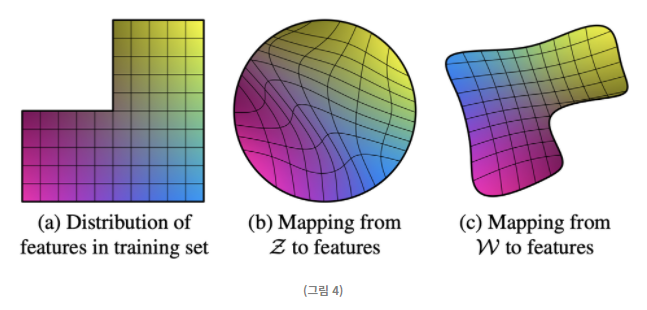 (a) Distribution of
features in training set
(b) Mapping from
𝒵 to features
(c) Mapping from
𝒲 to features
(그림 4)